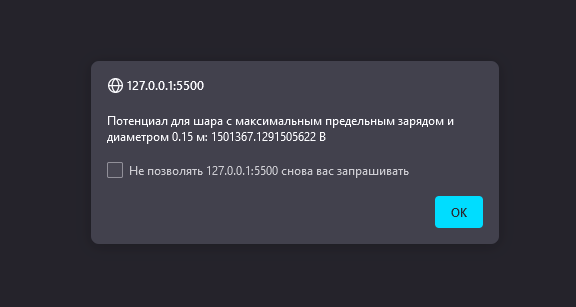 127.0.0.1:5500
Потенциал для шара с максимальным предельным зарядом и
диаметром 0.15 м: 1501367.1291505622 В
Не позволять 127.0.0.1:5500 снова вас запрашивать
OK